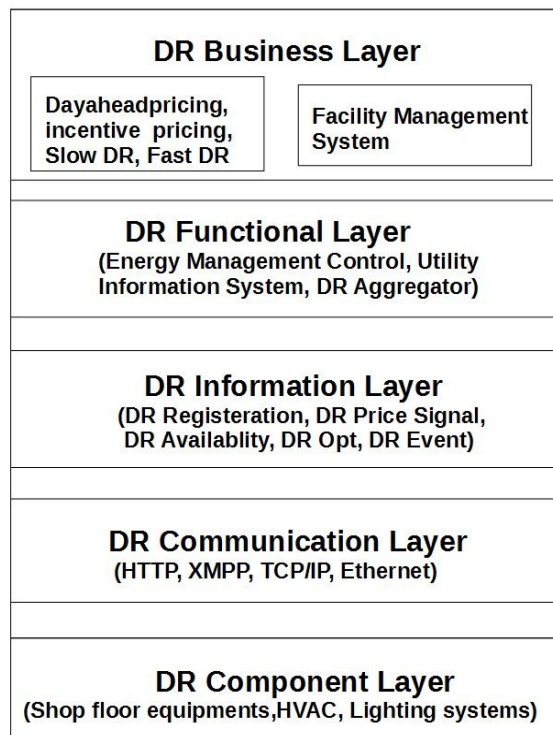 DR Business Layer
Dayaheadpricing,
incentive pricing,
Slow DR, Fast DR
Facility Management
System
DR Functional Layer
(Energy Management Control, Utility
Information System, DR Aggregator)
DR Information Layer
(DR Registeration, DR Price Signal,
DR Availablity, DR Opt, DR Event)
DR Communication Layer
(HTTP, XMPP, TCP/IP, Ethernet)
DR Component Layer
(Shop floor equipments,HVAC, Lighting systems)